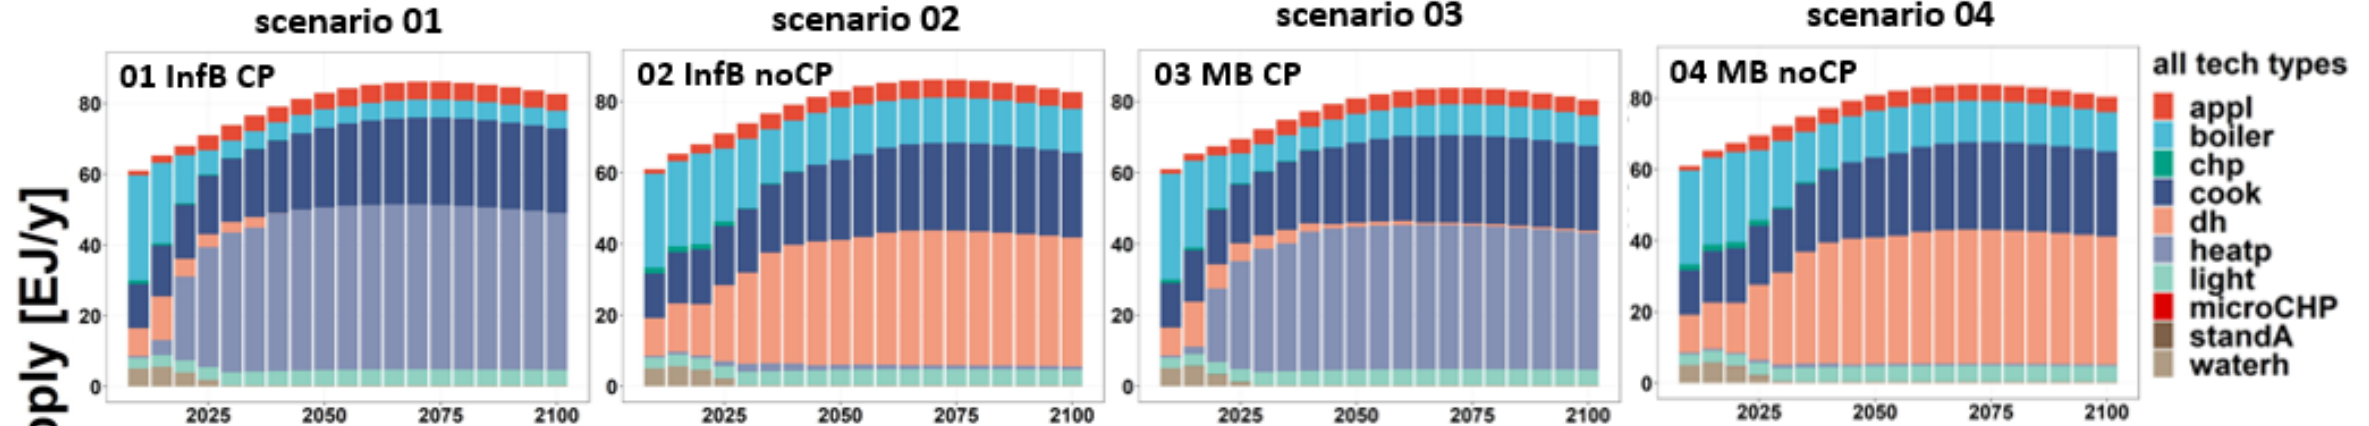 scenario 01
scenario 02
scenario 03
scenario 04
01 InfB CP
02 InfB noCP
03 MB CP
04 MB noCP
all tech types
appl
boiler
chp
cook
dh
heatp
light
microCHP
standA
waterh
[EJ/y]
80
60
40
20
0
2025 2050 2075 2100
80
60
40
20
0
2025 2050 2075 2100
80
60
40
20
0
2025 2050 2075 2100
80
60
40
20
0
2025 2050 2075 2100